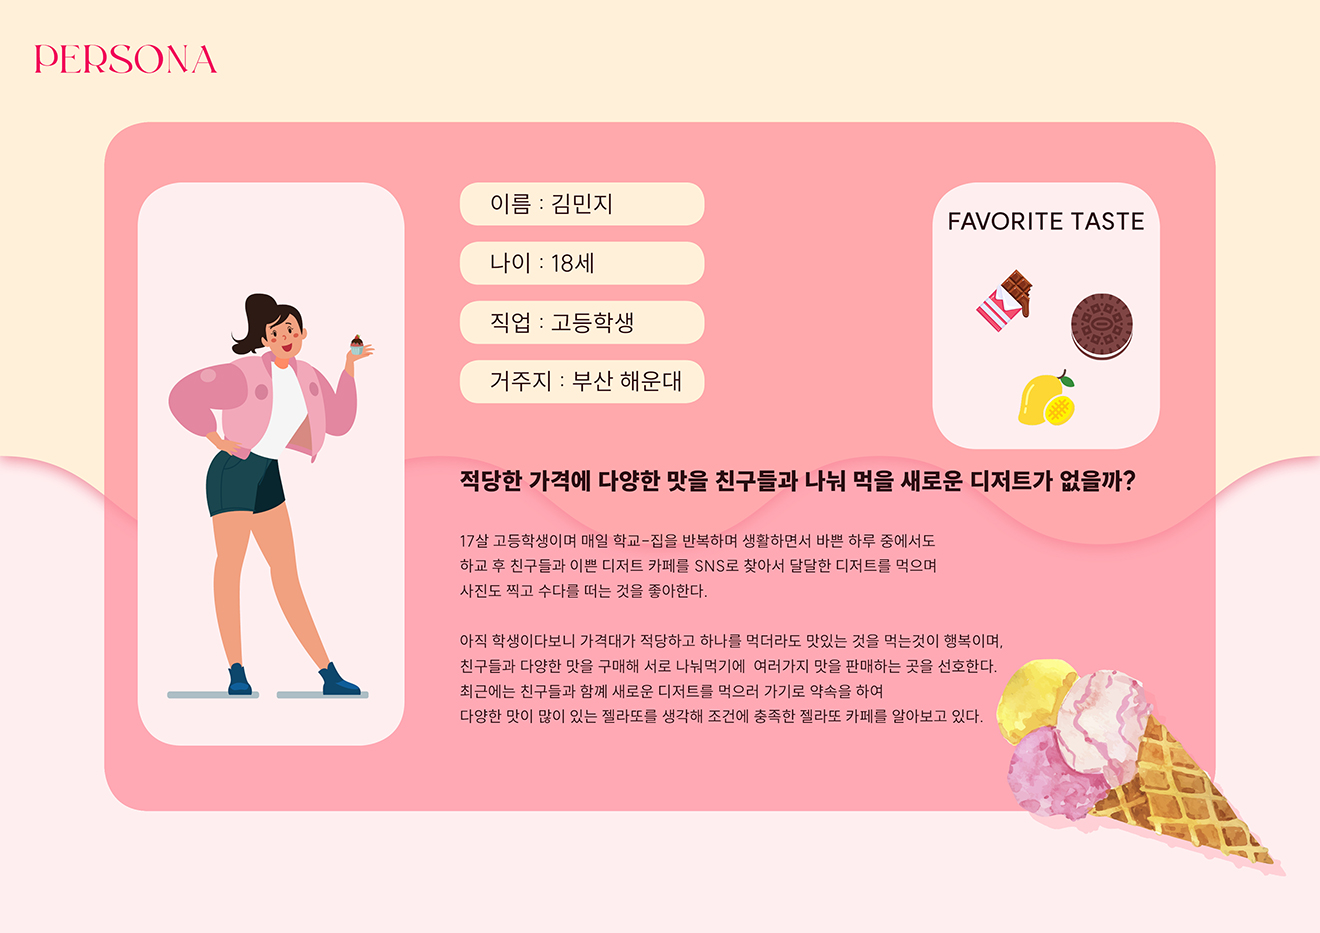 PERSONA
이름 : 김민지
나이 : 18세
직업 : 고등학생
거주지 : 부산 해운대
FAVORITE TASTE
적당한 가격에 다양한 맛을 친구들과 나눠 먹을 새로운 디저트가 없을까?
17살 고등학생이며 매일 학교-집을 반복하며 생활하면서 바쁜 하루 중에서도
하교 후 친구들과 이쁜 디저트 카페를 SNS로 찾아서 달달한 디저트를 먹으며
사진도 찍고 수다를 떠는 것을 좋아한다.
아직 학생이다보니 가격대가 적당하고 하나를 먹더라도 맛있는 것을 먹는것이 행복이며,
친구들과 다양한 맛을 구매해 서로 나눠먹기에 여러가지 맛을 판매하는 곳을 선호한다.
최근에는 친구들과 함꼐 새로운 디저트를 먹으러 가기로 약속을 하여
다양한 맛이 많이 있는 젤라또를 생각해 조건에 충족한 젤라또 카페를 알아보고 있다.